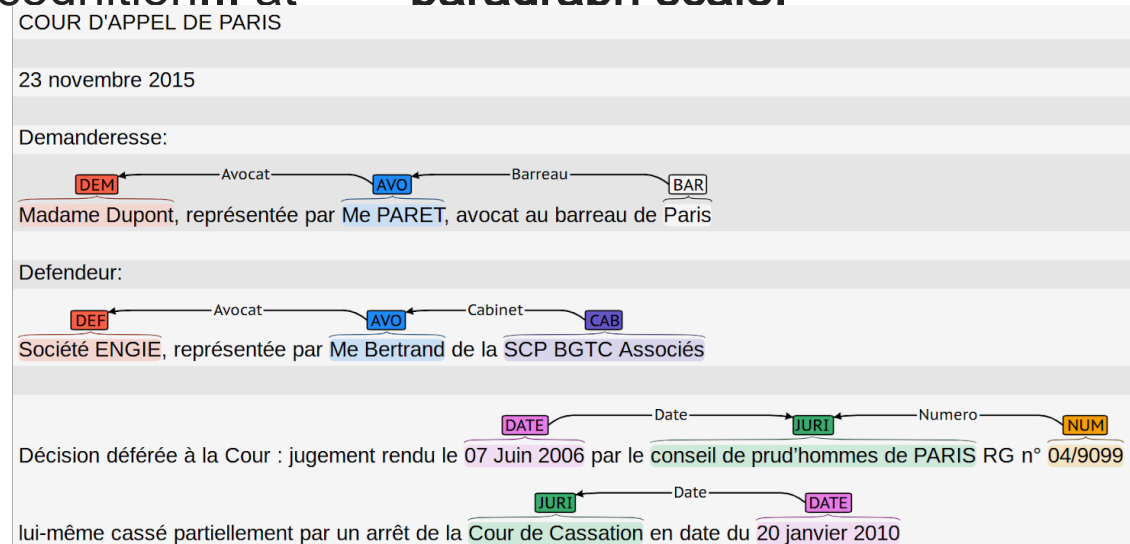 COUR D'APPEL DE PARIS
23 novembre 2015
Demanderesse:
DEM Avocat AVO Barreau BAR
Madame Dupont, représentée par Me PARET, avocat au barreau de Paris
Defendeur:
DEF Avocat AVO Cabinet CAB
Société ENGIE, représentée par Me Bertrand de la SCP BGTC Associés
DATE Date JURI Numero NUM
Décision déférée à la Cour : jugement rendu le 07 Juin 2006 par le conseil de prud'hommes de PARIS RG n° 04/9099
JURI Date DATE
lui-même cassé partiellement par un arrêt de la Cour de Cassation en date du 20 janvier 2010